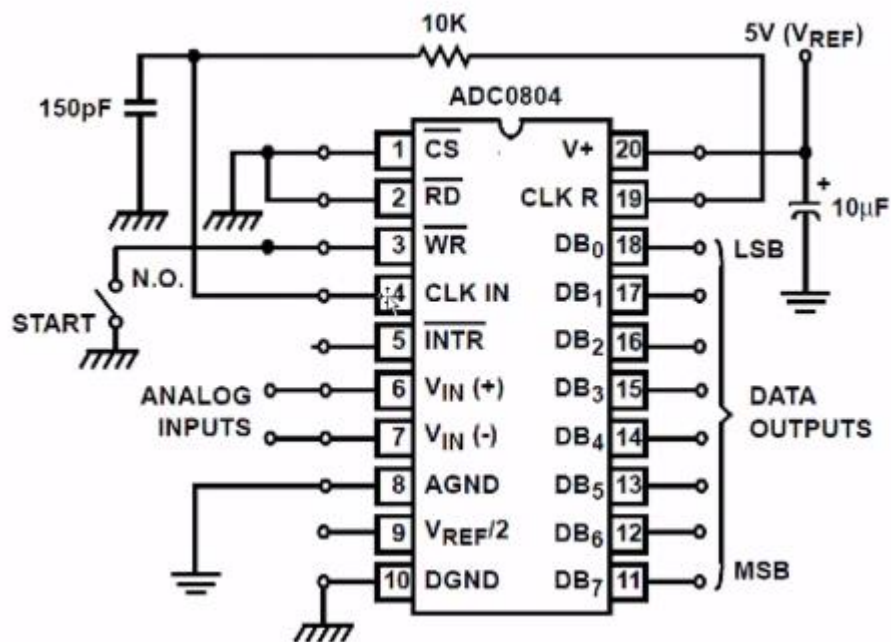 10K
5V (VREF)
150pF
ADC0804
1 CS V+ 20
2 RD CLK R 19
+
10µF
3 WR DB0 18 LSB
N.O.
4 CLK IN DB1 17
START
5 INTR DB2 16
ANALOG INPUTS
6 VIN (+) DB3 15
DATA OUTPUTS
7 VIN (-) DB4 14
8 AGND DB5 13
9 VREF/2 DB6 12
10 DGND DB7 11 MSB